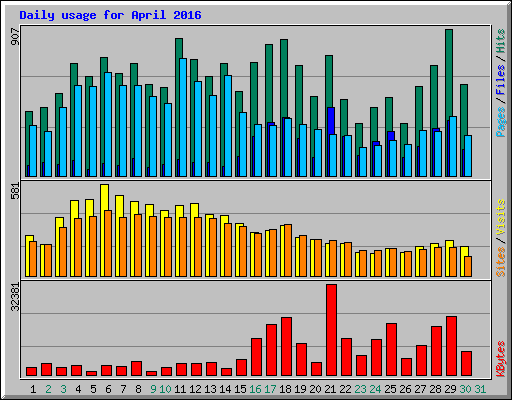 Daily usage for April 2016
907
Pages/Files/Hits
581
Sites/Visits
32381
KBytes
1 2 3 4 5 6 7 8 9 10 11 12 13 14 15 16 17 18 19 20 21 22 23 24 25 26 27 28 29 30 31